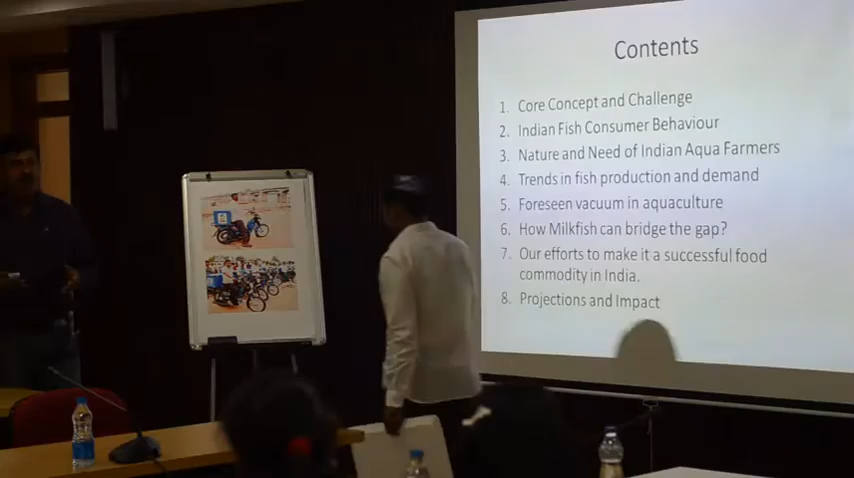 Contents
1. Core Concept and Challenge
2. Indian Fish Consumer Behaviour
3. Nature and Need of Indian Aqua Farmers
4. Trends in fish production and demand
5. Foreseen vacuum in aquaculture
6. How Milkfish can bridge the gap?
7. Our efforts to make it a successful food
commodity in India.
8. Projections and Impact